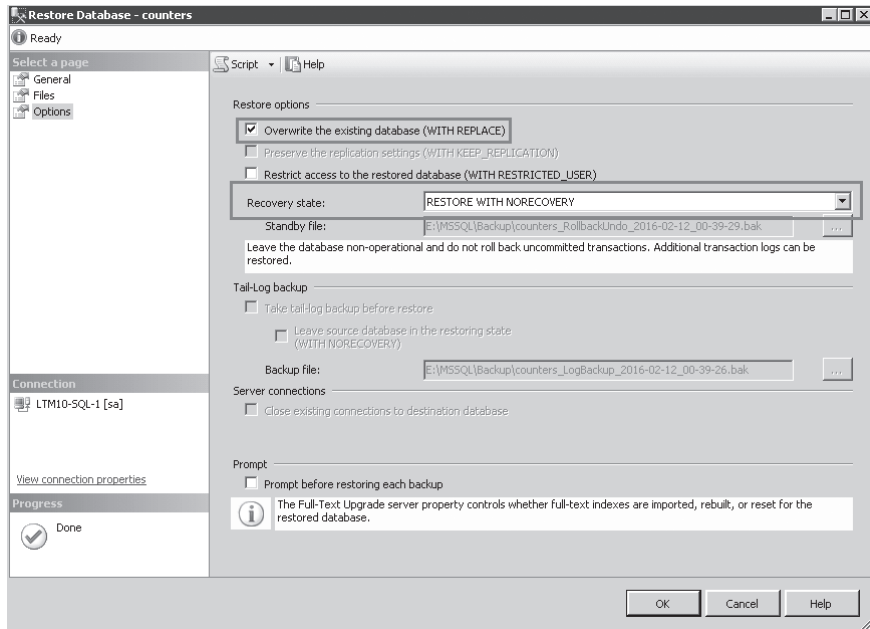 Restore Database - counters
Ready
Select a page
General
Files
Options
Script
Help
Restore options
Overwrite the existing database (WITH REPLACE)
Preserve the replication settings (WITH KEEP_REPLICATION)
Restrict access to the restored database (WITH RESTRICTED_USER)
Recovery state:
RESTORE WITH NORECOVERY
Standby file:
E:\MSSQL\Backup\counters_RollbackUndo_2016-02-12_00-39-29.bak
...
Leave the database non-operational and do not roll back uncommitted transactions. Additional transaction logs can be
restored.
Tail-Log backup
Take tail-log backup before restore
Leave source database in the restoring state
(WITH NORECOVERY)
Backup file:
E:\MSSQL\Backup\counters_LogBackup_2016-02-12_00-39-26.bak
...
Server connections
Close existing connections to destination database
Connection
LTM10-SQL-1 [sa]
View connection properties
Progress
Done
Prompt
Prompt before restoring each backup
The Full-Text Upgrade server property controls whether full-text indexes are imported, rebuilt, or reset for the
restored database.
OK
Cancel
Help